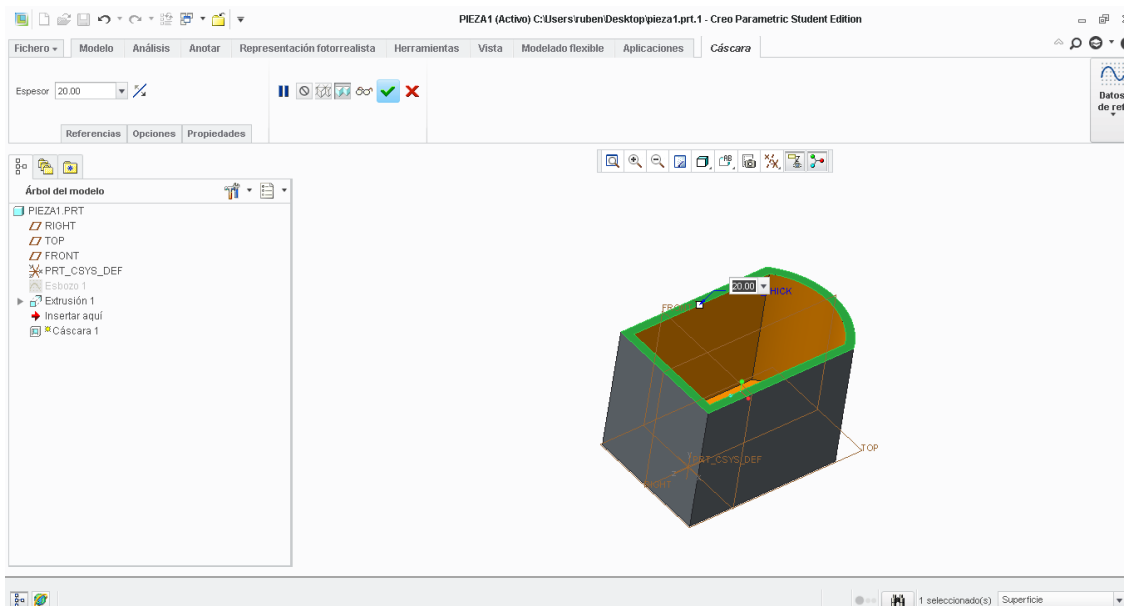 PIEZA1 (Activo) C:\Users\ruben\Desktop\pieza1.prt.1 - Creo Parametric Student Edition
Fichero Modelo Análisis Anotar Representación fotorrealista Herramientas Vista Modelado flexible Aplicaciones Cáscara
Espesor 20.00
Datos
de ref
Referencias Opciones Propiedades
Árbol del modelo
PIEZA1.PRT
RIGHT
TOP
FRONT
PRT_CSYS_DEF
Esbozo 1
Extrusión 1
Insertar aquí
Cáscara 1
20.00 HICK
FRO
TOP
PRT_CSYS_DEF
RIGHT
1 seleccionado(s) Superficie